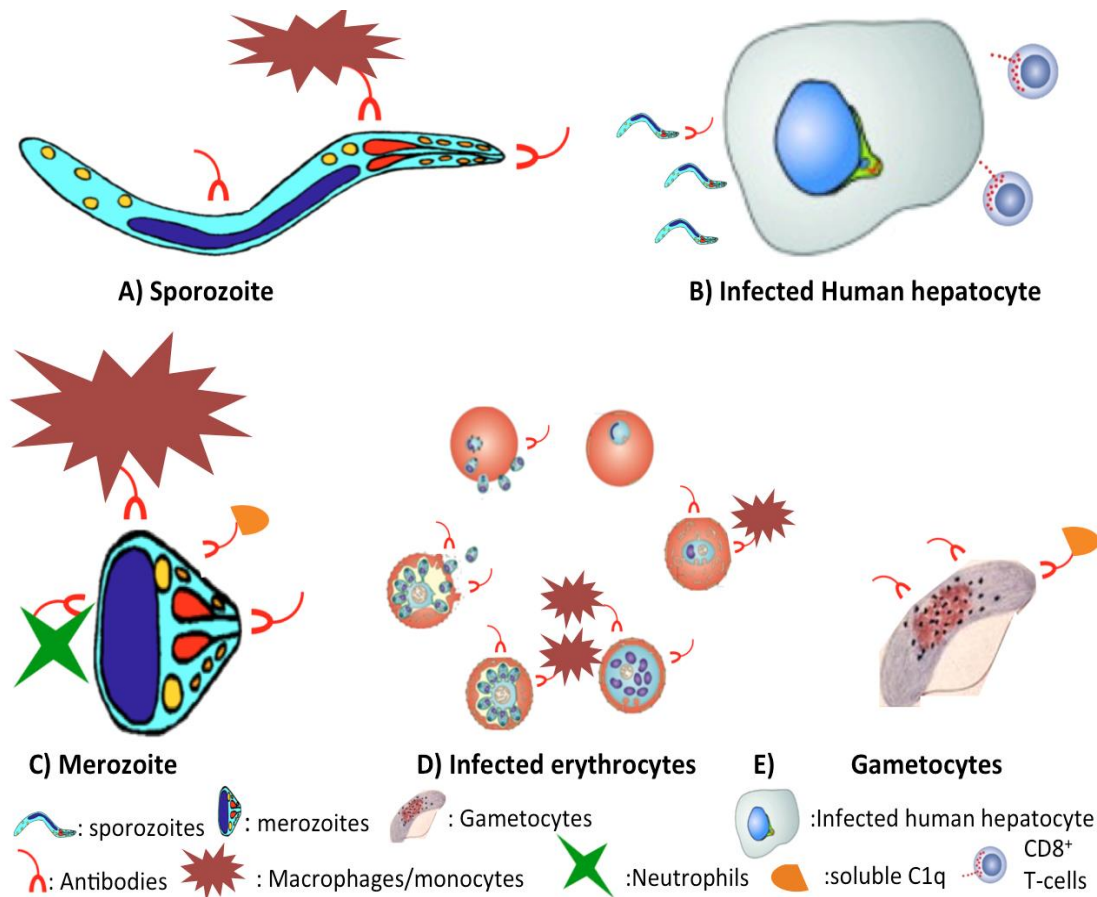 A) Sporozoite
B) Infected Human hepatocyte
C) Merozoite
D) Infected erythrocytes
E) Gametocytes
: sporozoites
: merozoites
: Gametocytes
:Infected human hepatocyte
: Antibodies
: Macrophages/monocytes
:Neutrophils
:soluble C1q
CD8⁺
T-cells